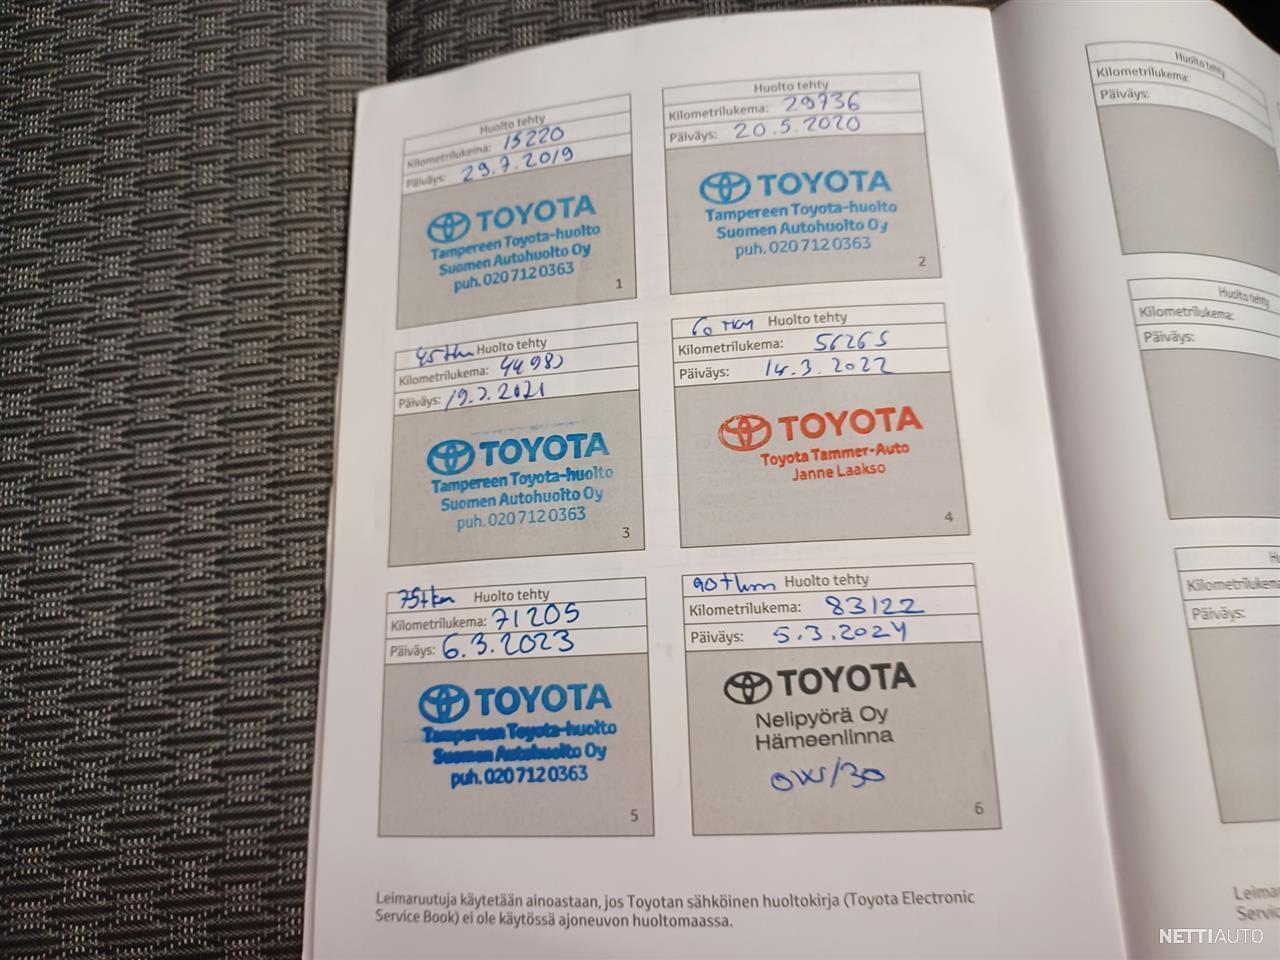 Huolto tehty
Kilometrilukema: 15220
Päiväys: 29.7.2019
TOYOTA
Tampereen Toyota-huolto
Suomen Autohuolto Oy
puh. 020 712 0363
1
Huolto tehty
Kilometrilukema: 29736
Päiväys: 20.5.2020
TOYOTA
Tampereen Toyota-huolto
Suomen Autohuolto Oy
puh. 020 712 0363
2
45tkm Huolto tehty
Kilometrilukema: 44983
Päiväys:
TOYOTA
Tampereen Toyota-huolto
Suomen Autohuolto Oy
puh. 020 712 0363
3
60 TKM Huolto tehty
Kilometrilukema: 56265
Päiväys: 14.3.2022
TOYOTA
Toyota Tammer-Auto
Janne Laakso
4
75tkm Huolto tehty
Kilometrilukema: 71205
Päiväys: 6.3.2023
TOYOTA
Tampereen Toyota-huolto
Suomen Autohuolto Oy
puh. 020 712 0363
5
90tkm Huolto tehty
Kilometrilukema: 83122
Päiväys: 5.3.2024
TOYOTA
Nelipyörä Oy
Hämeenlinna
0W/30
6
Leimaruutuja käytetään ainoastaan, jos Toyotan sähköinen huoltokirja (Toyota Electronic
Service Book) ei ole käytössä ajoneuvon huoltomaassa.
Huolto tehty
Kilometrilukema:
Päiväys:
Huolto tehty
Kilometrilukema:
Päiväys:
Kilometrilukema:
Päiväys:
NETTIAUTO